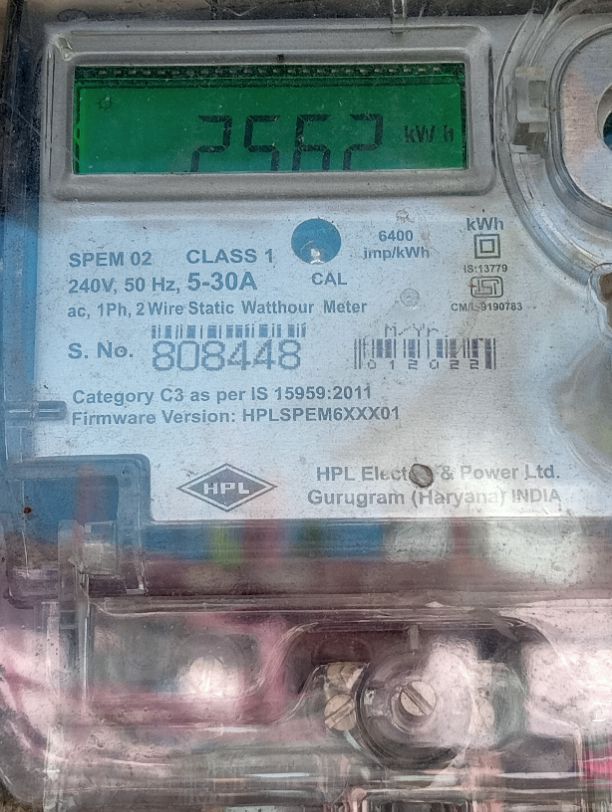 2562 kW h
SPEM 02 CLASS 1
240V, 50 Hz, 5-30A
CAL
6400
imp/kWh
kWh
IS:13779
CM/L-9190783
ac, 1Ph, 2 Wire Static Watthour Meter
S. No. 808448
M/Yr
012022
Category C3 as per IS 15959:2011
Firmware Version: HPLSPEM6XXX01
HPL
HPL Elect & Power Ltd.
Gurugram (Haryana) INDIA